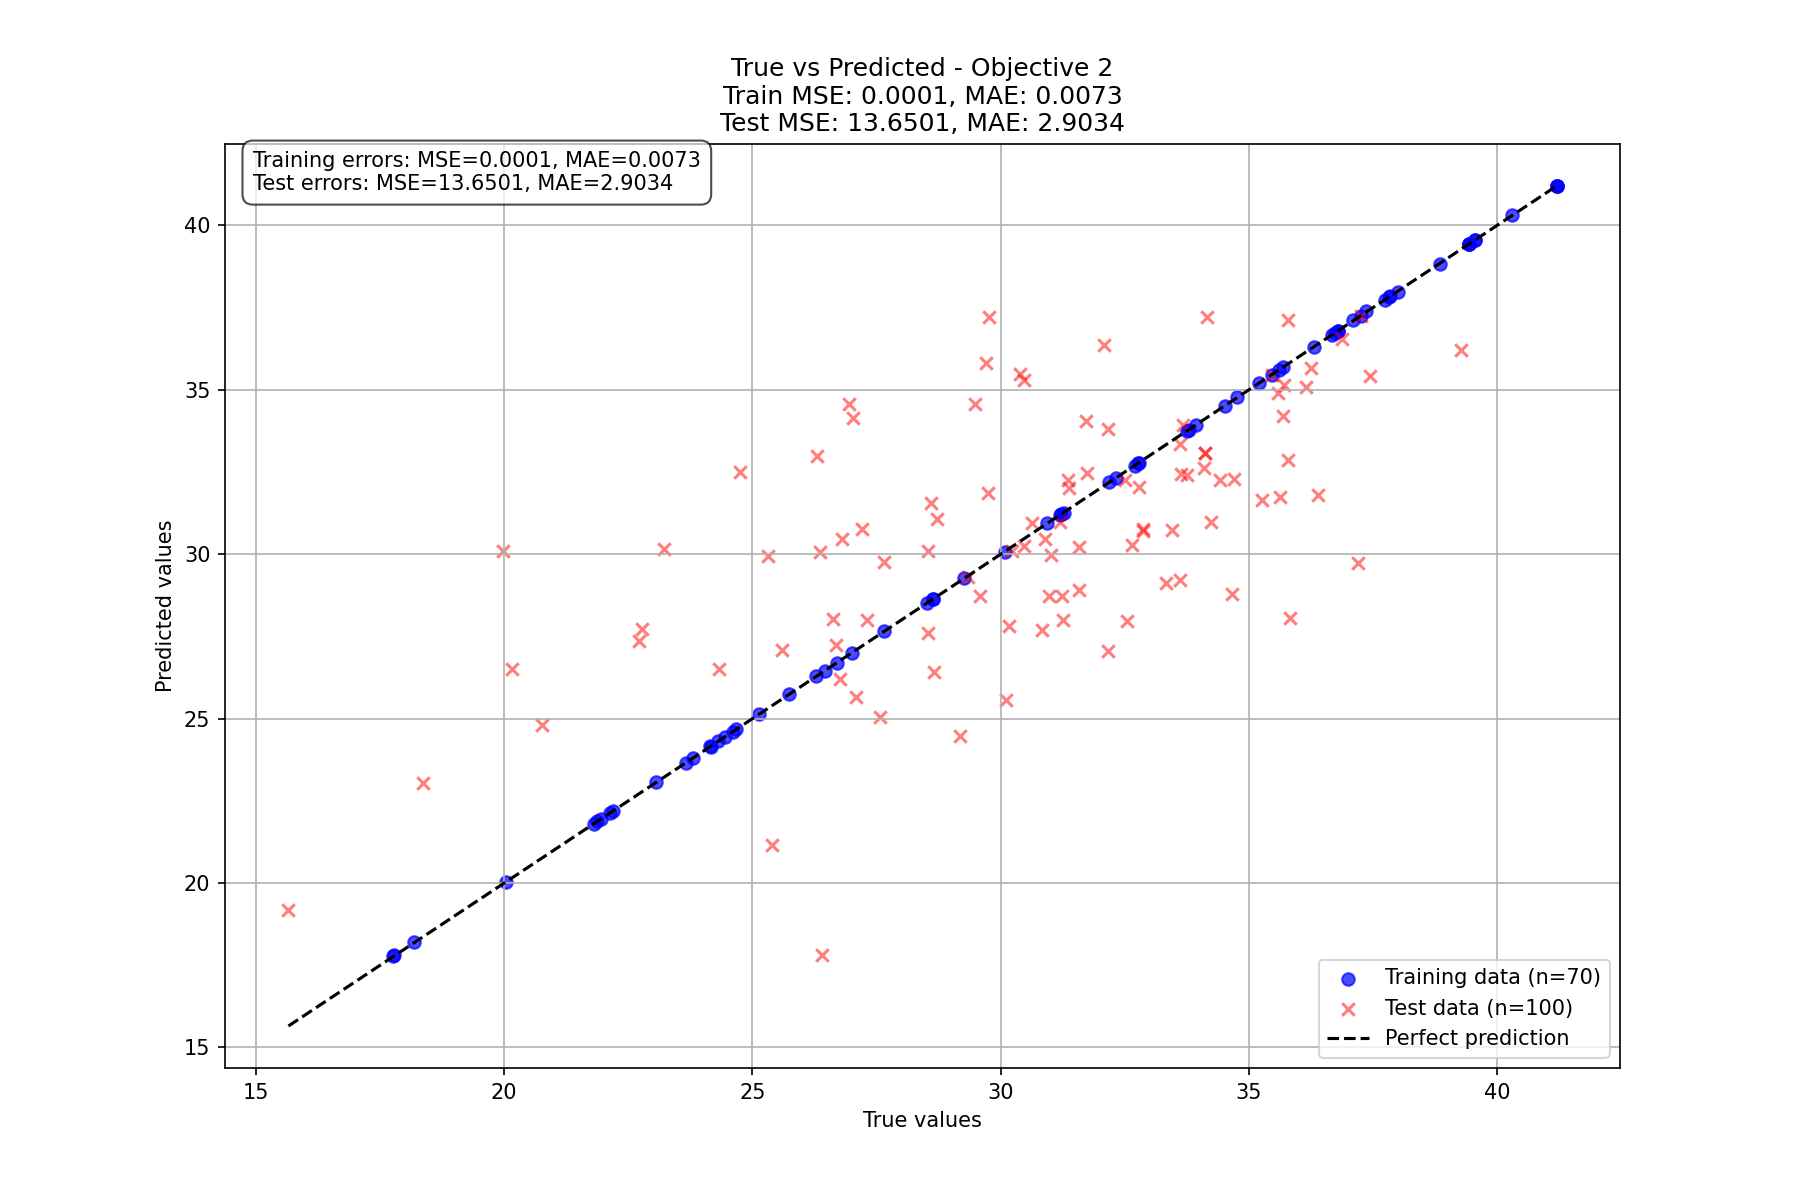 True vs Predicted - Objective 2
Train MSE: 0.0001, MAE: 0.0073
Test MSE: 13.6501, MAE: 2.9034
Training errors: MSE=0.0001, MAE=0.0073
Test errors: MSE=13.6501, MAE=2.9034
Predicted values
40
35
30
25
20
15
Training data (n=70)
Test data (n=100)
Perfect prediction
15 20 25 30 35 40
True values